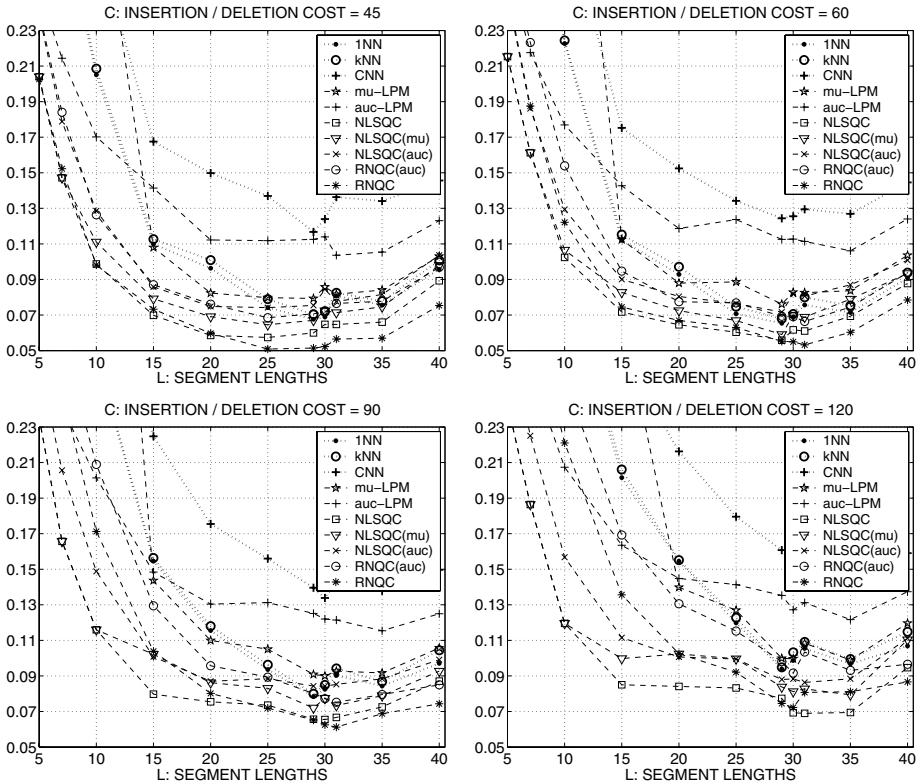 C: INSERTION / DELETION COST = 45
0.23
0.21
0.19
0.17
0.15
0.13
0.11
0.09
0.07
0.05
5 10 15 20 25 30 35 40
L: SEGMENT LENGTHS
1NN
kNN
CNN
mu-LPM
auc-LPM
NLSQC
NLSQC(mu)
NLSQC(auc)
RNQC(auc)
RNQC
C: INSERTION / DELETION COST = 60
0.23
0.21
0.19
0.17
0.15
0.13
0.11
0.09
0.07
0.05
5 10 15 20 25 30 35 40
L: SEGMENT LENGTHS
1NN
kNN
CNN
mu-LPM
auc-LPM
NLSQC
NLSQC(mu)
NLSQC(auc)
RNQC(auc)
RNQC
C: INSERTION / DELETION COST = 90
0.23
0.21
0.19
0.17
0.15
0.13
0.11
0.09
0.07
0.05
5 10 15 20 25 30 35 40
L: SEGMENT LENGTHS
1NN
kNN
CNN
mu-LPM
auc-LPM
NLSQC
NLSQC(mu)
NLSQC(auc)
RNQC(auc)
RNQC
C: INSERTION / DELETION COST = 120
0.23
0.21
0.19
0.17
0.15
0.13
0.11
0.09
0.07
0.05
5 10 15 20 25 30 35 40
L: SEGMENT LENGTHS
1NN
kNN
CNN
mu-LPM
auc-LPM
NLSQC
NLSQC(mu)
NLSQC(auc)
RNQC(auc)
RNQC